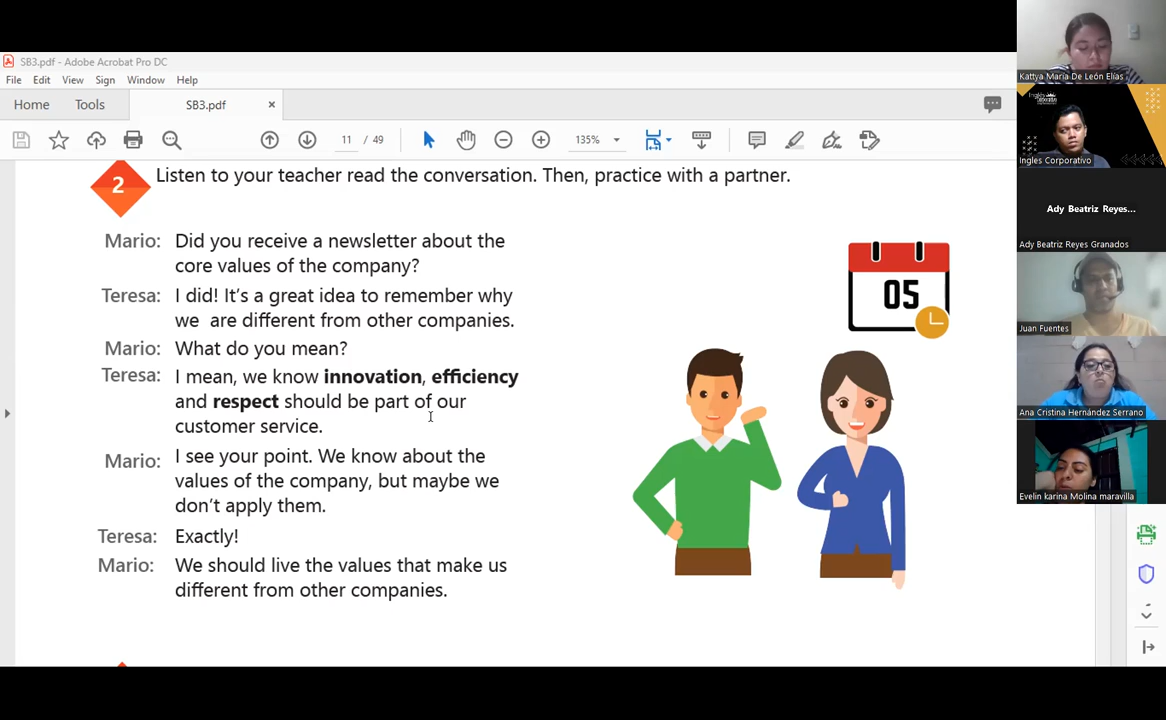 SB3.pdf - Adobe Acrobat Pro DC
File Edit View Sign Window Help
Home Tools SB3.pdf ×
11 / 49 135%
2 Listen to your teacher read the conversation. Then, practice with a partner.
Mario: Did you receive a newsletter about the
core values of the company?
Teresa: I did! It's a great idea to remember why
we are different from other companies.
Mario: What do you mean?
Teresa: I mean, we know innovation, efficiency
and respect should be part of our
customer service.
Mario: I see your point. We know about the
values of the company, but maybe we
don't apply them.
Teresa: Exactly!
Mario: We should live the values that make us
different from other companies.
05
Kattya María De León Elías
Inglés
Corporativo
Ingles Corporativo
Ady Beatriz Reyes...
Ady Beatriz Reyes Granados
Juan Fuentes
Ana Cristina Hernández Serrano
Evelin karina Molina maravilla